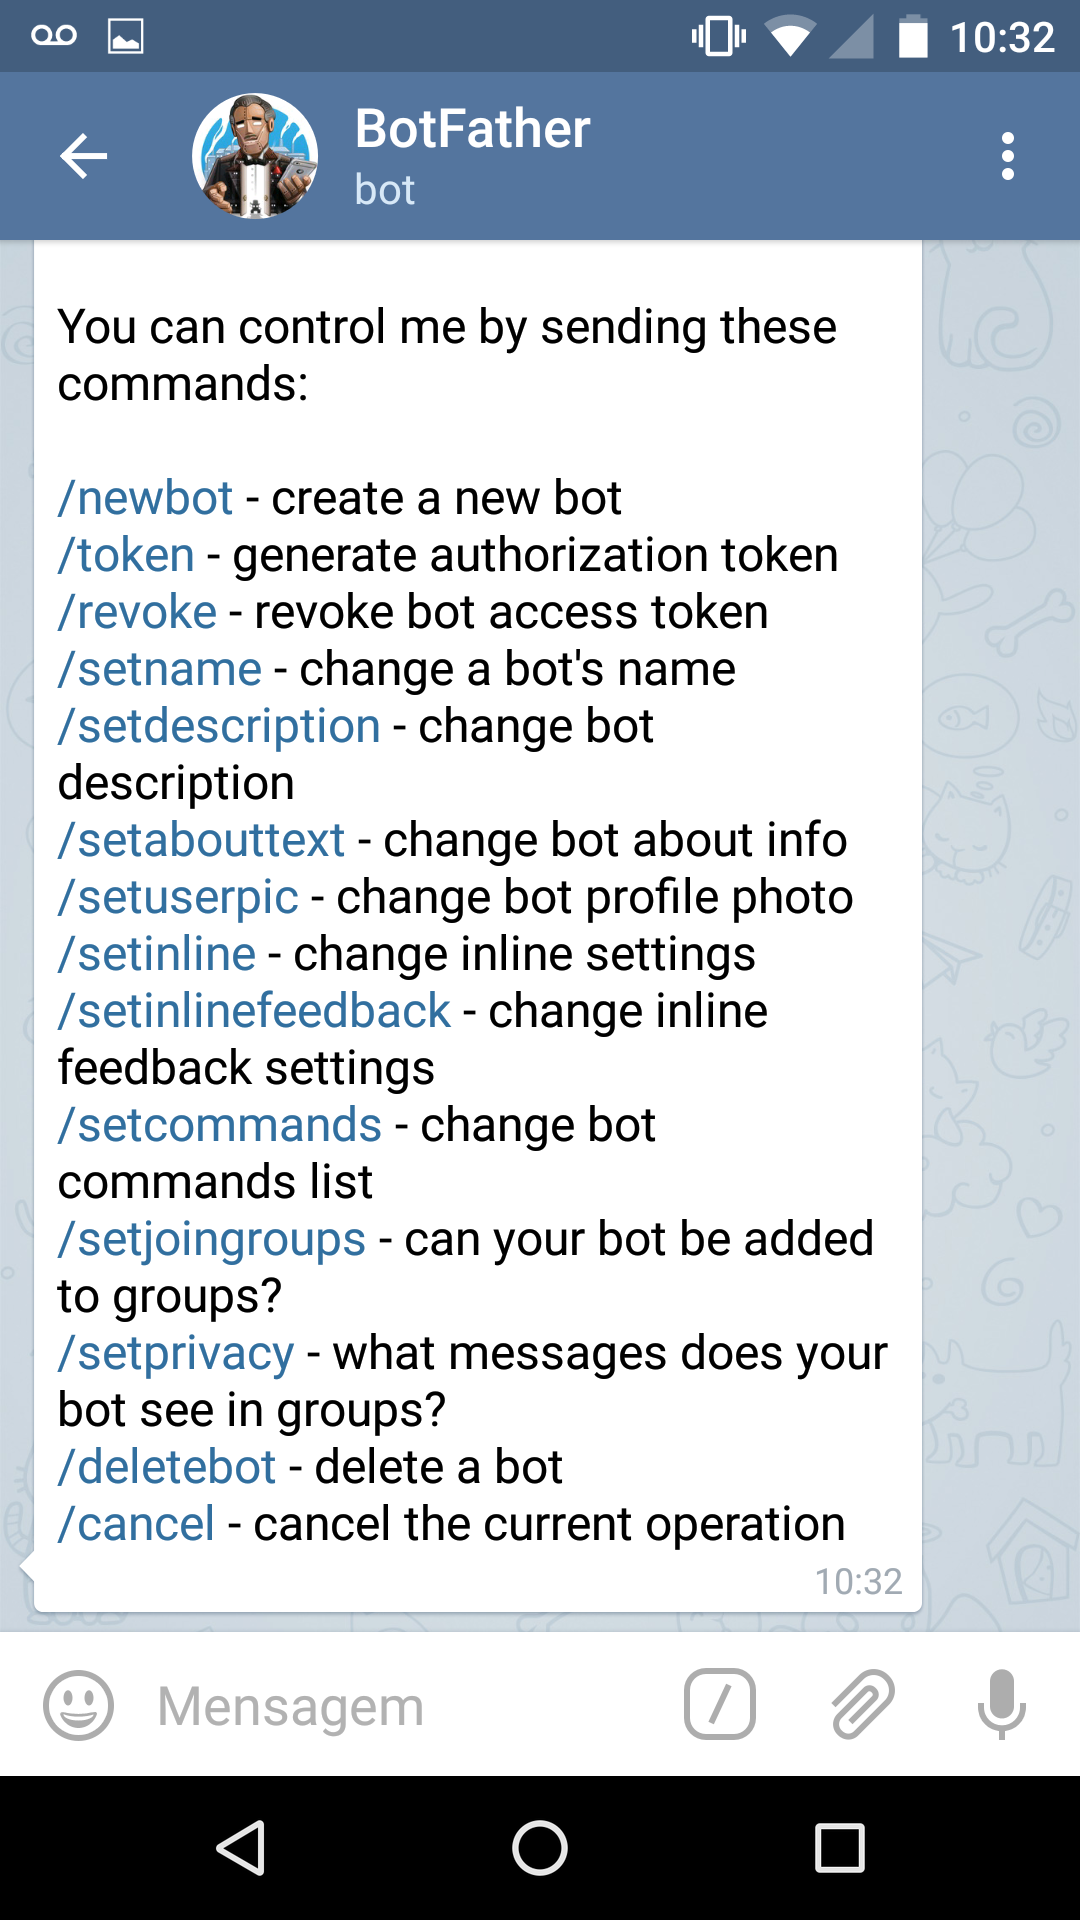 10:32
BotFather
bot
You can control me by sending these
commands:
/newbot - create a new bot
/token - generate authorization token
/revoke - revoke bot access token
/setname - change a bot's name
/setdescription - change bot
description
/setabouttext - change bot about info
/setuserpic - change bot profile photo
/setinline - change inline settings
/setinlinefeedback - change inline
feedback settings
/setcommands - change bot
commands list
/setjoingroups - can your bot be added
to groups?
/setprivacy - what messages does your
bot see in groups?
/deletebot - delete a bot
/cancel - cancel the current operation
10:32
Mensagem